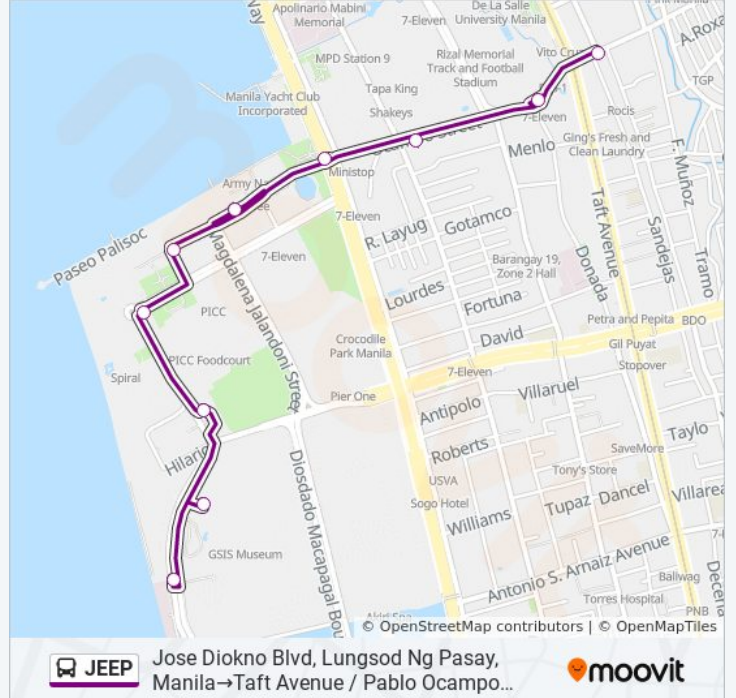 Way
Apolinario Mabini
Memorial
7-Eleven
De La Salle
University Manila
A.Roxa
MPD Station 9
Rizal Memorial
Track and Football
Stadium
Vito Cruz
TGP
Tapa King
Manila Yacht Club
Incorporated
Shakeys
7-Eleven
Rocis
Street
Menlo
Ging's Fresh and
Clean Laundry
F. Muñoz
Ministop
Army Na
Taft Avenue
7-Eleven
Sandejas
Tramo
Paseo Palisoc
Magdalena Jalandoni Street
7-Eleven
R. Layug
Gotamco
Barangay 19,
Zone 2 Hall
Donada
Lourdes
Fortuna
PICC
Petra and Pepita
BDO
Crocodile
Park Manila
David
Gil Puyat
PICC Foodcourt
Stopover
7-Eleven
Spiral
Pier One
Villaruel
Antipolo
Taylo
Hilario
Roberts
SaveMore
Tony's Store
USVA
Diosdado Macapagal Bou
Sogo Hotel
Tupaz
Dancel
Villarea
Williams
GSIS Museum
Antonio S. Arnaiz Avenue
Baliwag
Decena
Torres Hospital
PNB
© OpenStreetMap contributors | © OpenMapTiles
JEEP
Jose Diokno Blvd, Lungsod Ng Pasay,
Manila→Taft Avenue / Pablo Ocampo…
moovit